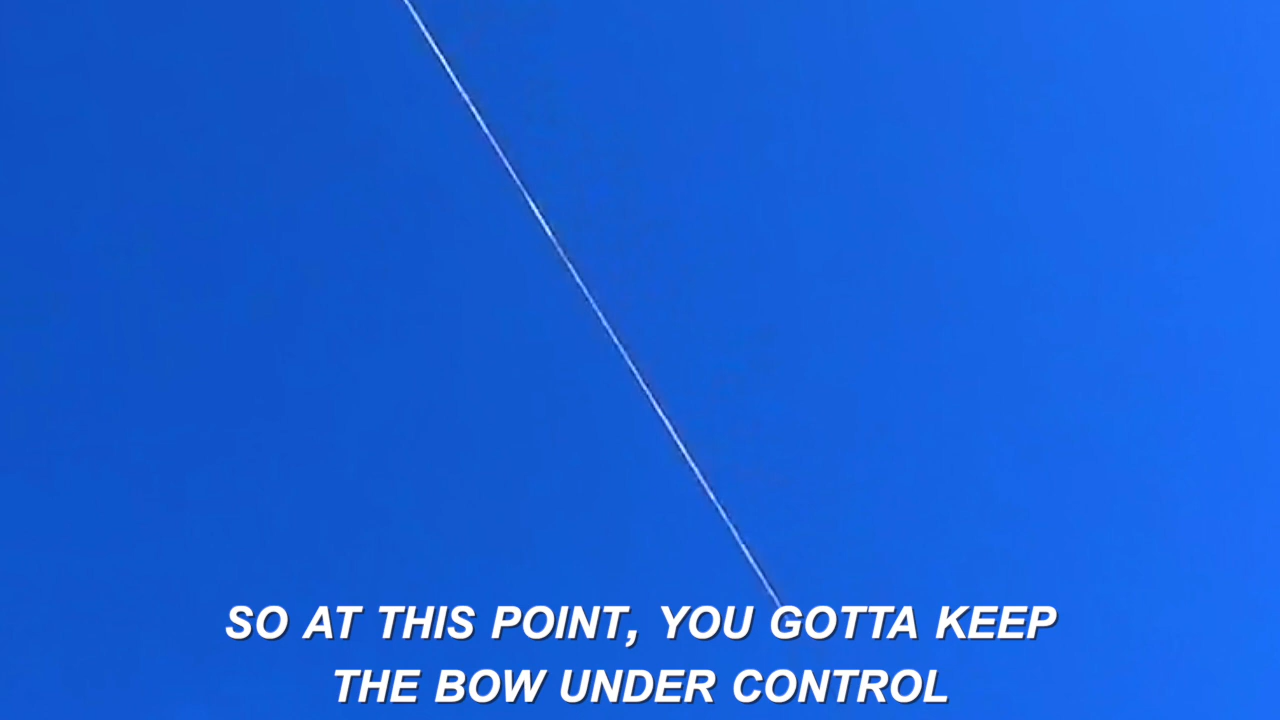 SO AT THIS POINT, YOU GOTTA KEEP
THE BOW UNDER CONTROL